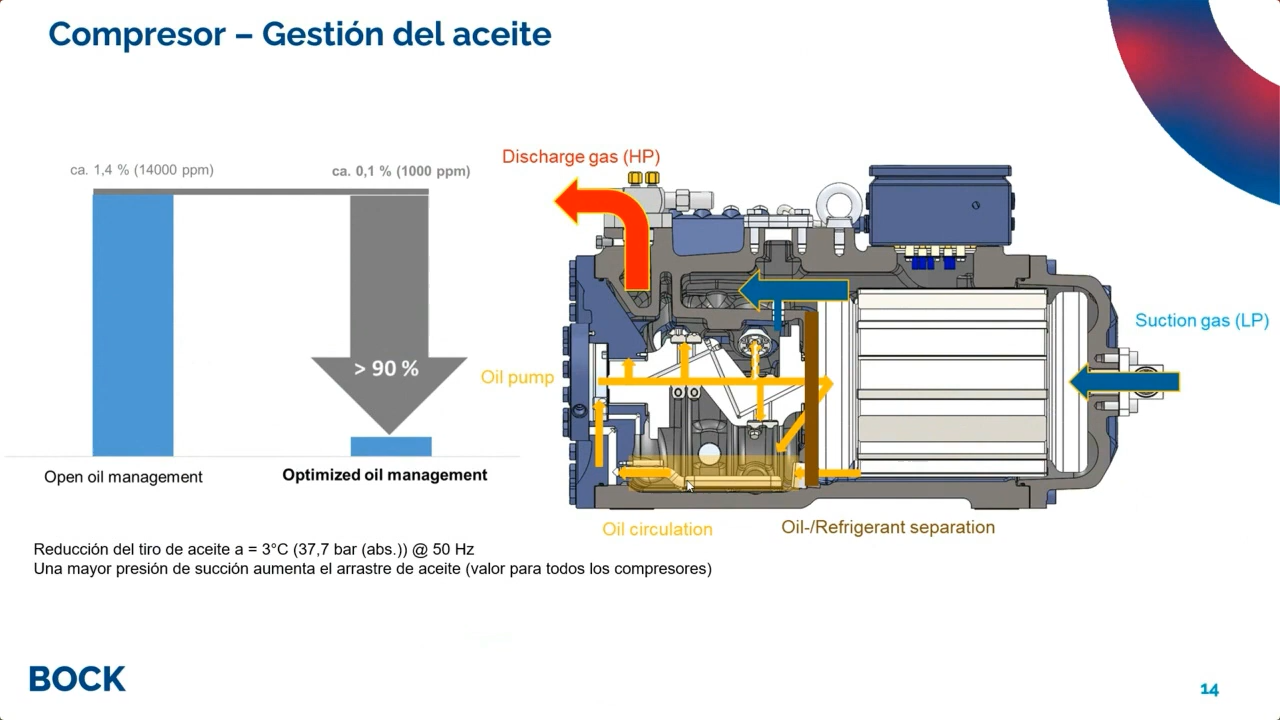 Compresor – Gestión del aceite
ca. 1,4 % (14000 ppm)
ca. 0,1 % (1000 ppm)
> 90 %
Open oil management
Optimized oil management
Discharge gas (HP)
Suction gas (LP)
Oil pump
Oil circulation
Oil-/Refrigerant separation
Reducción del tiro de aceite a = 3°C (37,7 bar (abs.)) @ 50 Hz
Una mayor presión de succión aumenta el arrastre de aceite (valor para todos los compresores)
BOCK
14